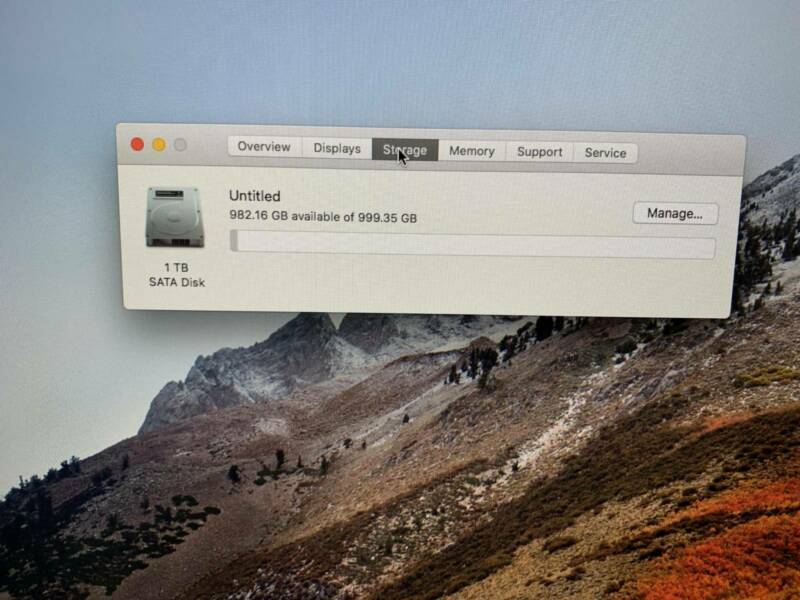 Overview Displays Storage Memory Support Service
Untitled
982.16 GB available of 999.35 GB
Manage...
1 TB
SATA Disk